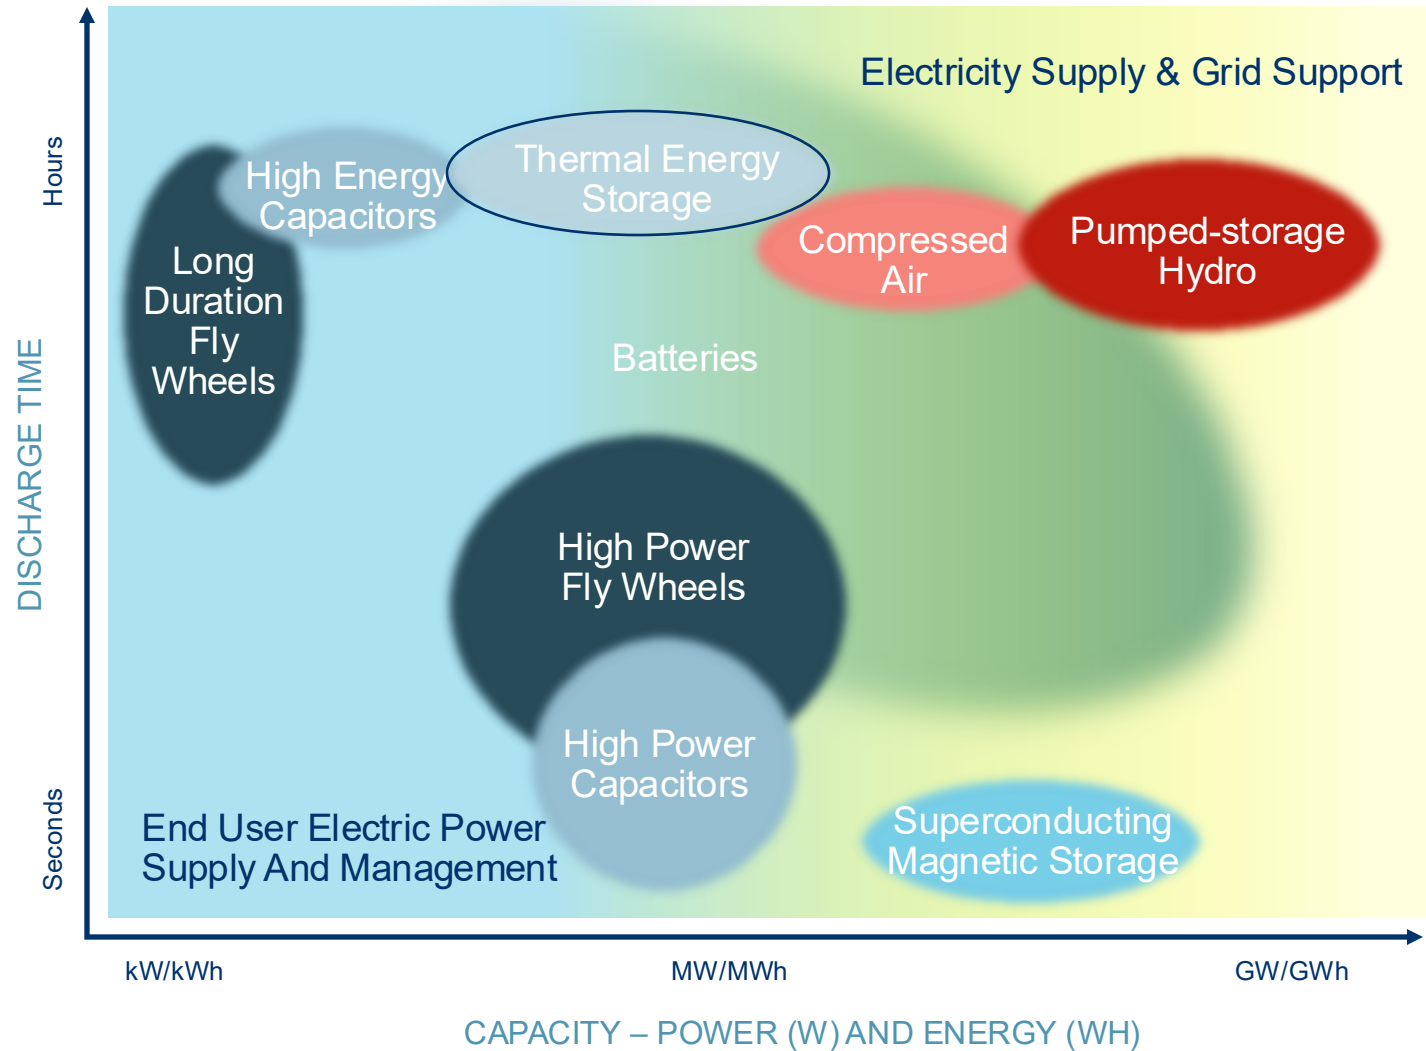 Electricity Supply & Grid Support
Hours
High Energy
Capacitors
Thermal Energy
Storage
Long
Duration
Fly
Wheels
Compressed
Air
Pumped-storage
Hydro
Batteries
DISCHARGE TIME
High Power
Fly Wheels
High Power
Capacitors
Seconds
End User Electric Power
Supply And Management
Superconducting
Magnetic Storage
kW/kWh
MW/MWh
GW/GWh
CAPACITY – POWER (W) AND ENERGY (WH)